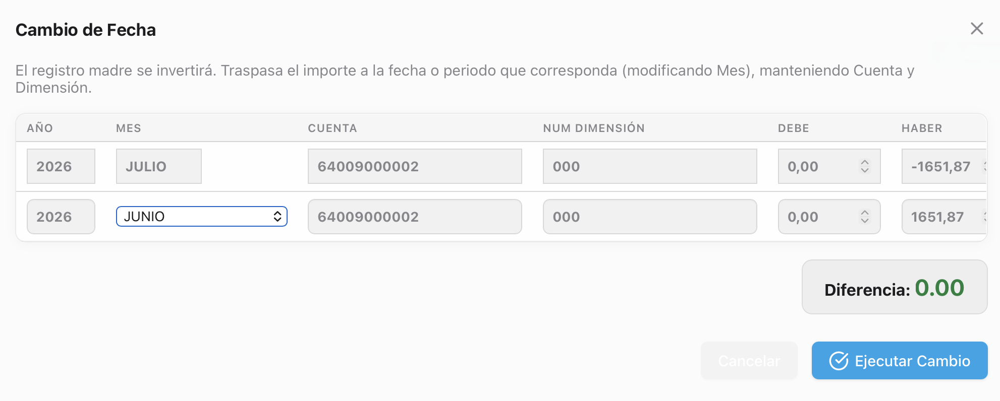 Cambio de Fecha
El registro madre se invertirá. Traspasa el importe a la fecha o periodo que corresponda (modificando Mes), manteniendo Cuenta y
Dimensión.
AÑO MES CUENTA NUM DIMENSIÓN DEBE HABER
2026 JULIO 64009000002 000 0,00 -1651,87
2026 JUNIO 64009000002 000 0,00 1651,87
Diferencia: 0.00
Cancelar Ejecutar Cambio